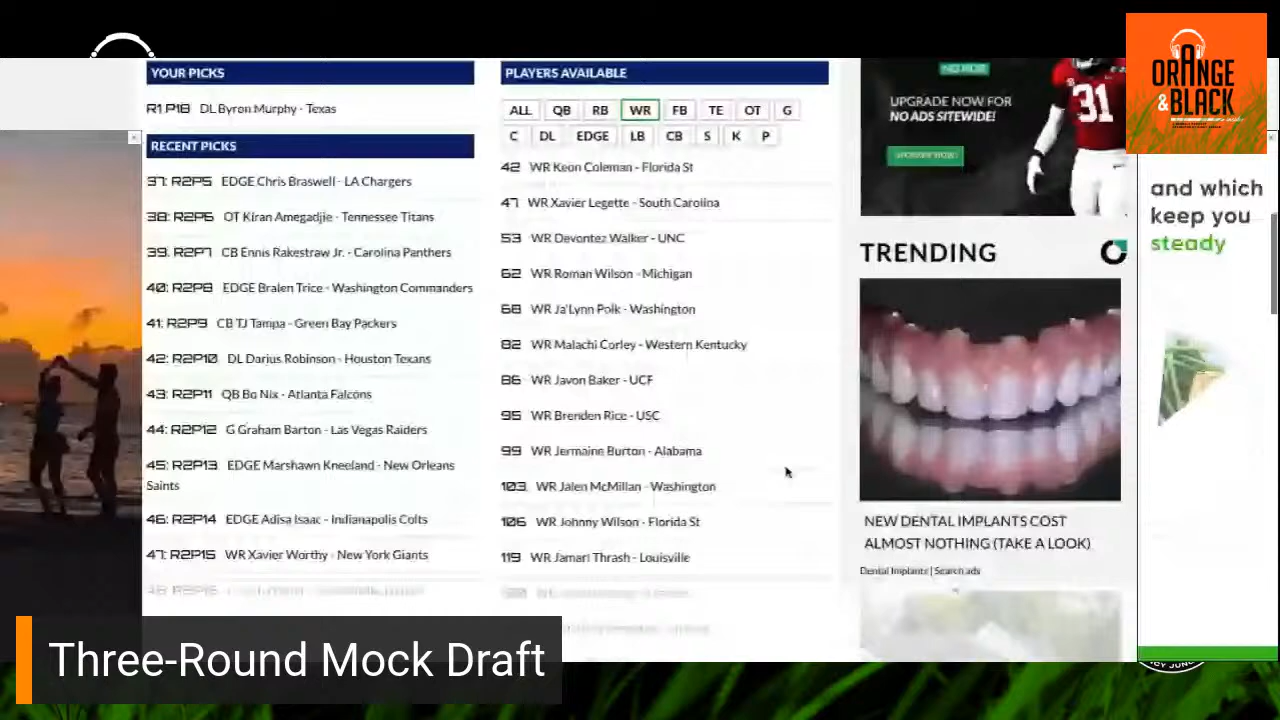 YOUR PICKS
R1 P18 DL Byron Murphy - Texas
RECENT PICKS
37: R2P5 EDGE Chris Braswell - LA Chargers
38: R2P6 OT Kiran Amegadjie - Tennessee Titans
39: R2P7 CB Ennis Rakestraw Jr. - Carolina Panthers
40: R2P8 EDGE Bralen Trice - Washington Commanders
41: R2P9 CB TJ Tampa - Green Bay Packers
42: R2P10 DL Darius Robinson - Houston Texans
43: R2P11 QB Bo Nix - Atlanta Falcons
44: R2P12 G Graham Barton - Las Vegas Raiders
45: R2P13 EDGE Marshawn Kneeland - New Orleans
Saints
46: R2P14 EDGE Adisa Isaac - Indianapolis Colts
47: R2P15 WR Xavier Worthy - New York Giants
PLAYERS AVAILABLE
ALL QB RB WR FB TE OT G
C DL EDGE LB CB S K P
42 WR Keon Coleman - Florida St
47 WR Xavier Legette - South Carolina
53 WR Devontez Walker - UNC
62 WR Roman Wilson - Michigan
68 WR Ja'Lynn Polk - Washington
82 WR Malachi Corley - Western Kentucky
86 WR Javon Baker - UCF
95 WR Brenden Rice - USC
99 WR Jermaine Burton - Alabama
103 WR Jalen McMillan - Washington
106 WR Johnny Wilson - Florida St
119 WR Jamari Thrash - Louisville
UPGRADE NOW FOR
NO ADS SITEWIDE!
31
TRENDING
NEW DENTAL IMPLANTS COST
ALMOST NOTHING (TAKE A LOOK)
Dental Implants | Search ads
ORANGE
& BLACK
and which
keep you
steady
Three-Round Mock Draft